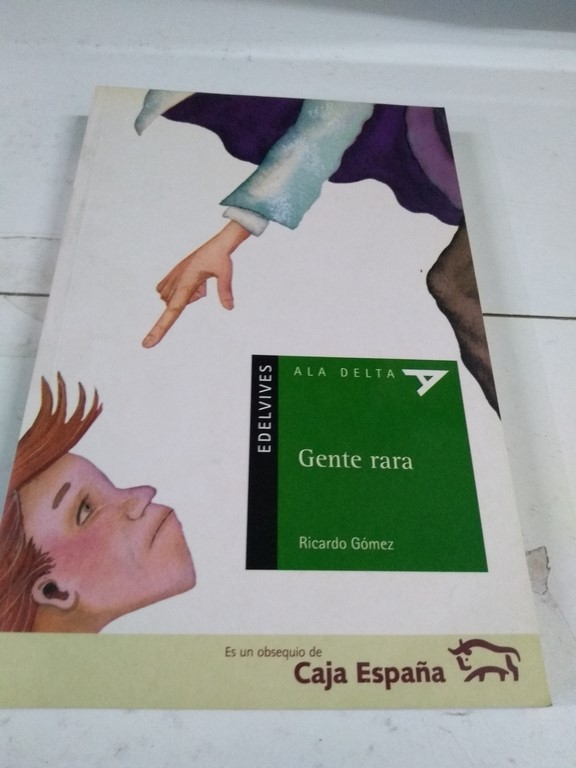 EDELVIVES
ALA DELTA
Gente rara
Ricardo Gómez
Es un obsequio de
Caja España